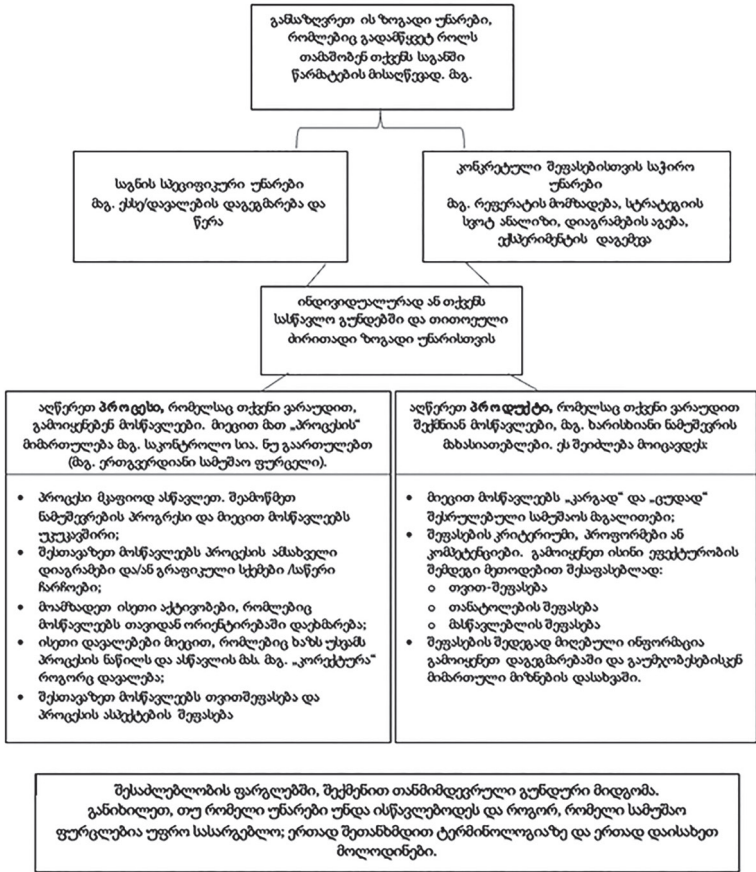 განსაზღვრეთ ის ზოგადი უნარები,
რომლებიც გადამწყვეტ როლს
თამაშობენ თქვენს საგანში
წარმატების მისაღწევად. მაგ.
საგნის სპეციფიკური უნარები
მაგ. ესსე/დავალების დაგეგმარება და
წერა
კონკრეტული შეფასებისთვის საჭირო
უნარები
მაგ. რეფერატის მომზადება, სტრატეგიის
სვოტ ანალიზი, დიაგრამების აგება,
ექსპერიმენტის დაგემევა
ინდივიდუალურად ან თქვენს
სასწავლო გუნდებში და თითოეული
ძირითადი ზოგადი უნარისთვის
აღწერეთ პროცესი, რომელსაც თქვენი ვარაუდით,
გამოიყენებენ მოსწავლეები. მიეცით მათ „პროცესის“
მიმართულება მაგ. საკონტროლო სია. ნუ გაართულებთ
(მაგ. ერთგვერდიანი სამუშაო ფურცელი).
• პროცესი მკაფიოდ ასწავლეთ. შეამოწმეთ
ნამუშევრების პროგრესი და მიეცით მოსწავლეებს
უკუკავშირი;
• შესთავაზეთ მოსწავლეებს პროცესის ამსახველი
დიაგრამები და/ან გრაფიკული სქემები /საწერი
ჩარჩოები;
• მოამზადეთ ისეთი აქტივობები, რომლებიც
მოსწავლეებს თავიდან ორიენტირებაში დაეხმარება;
• ისეთი დავალებები მიეცით, რომლებიც ხაზს უსვამს
პროცესის ნაწილს და ასწავლის მას. მაგ. „კორექტურა“
როგორც დავალება;
• შესთავაზეთ მოსწავლეებს თვითშეფასება და
პროცესის ასპექტების შეფასება
აღწერეთ პროდუქტი, რომელსაც თქვენი ვარაუდით
შექმნიან მოსწავლეები, მაგ. ხარისხიანი ნამუშევრის
მახასიათებლები. ეს შეიძლება მოიცავდეს:
• მიეცით მოსწავლეებს „კარგად“ და „ცუდად“
შესრულებული სამუშაოს მაგალითები;
• შეფასების კრიტერიუმი, პროფორმები ან
კომპეტენციები. გამოიყენეთ ისინი ეფექტურობის
შემდეგი მეთოდებით შესაფასებლად:
o თვით-შეფასება
o თანატოლების შეფასება
o მასწავლებლის შეფასება
• შეფასების შედეგად მიღებული ინფორმაცია
გამოიყენეთ დაგეგმარებაში და გაუმჯობესებისკენ
მიმართული მიზნების დასახვაში.
შესაძლებლობის ფარგლებში, შექმენით თანმიმდევრული გუნდური მიდგომა.
განიხილეთ, თუ რომელი უნარები უნდა ისწავლებოდეს და როგორ, რომელი სამუშაო
ფურცლებია უფრო სასარგებლო; ერთად შეთანხმდით ტერმინოლოგიაზე და ერთად დაისახეთ
მოლოდინები.